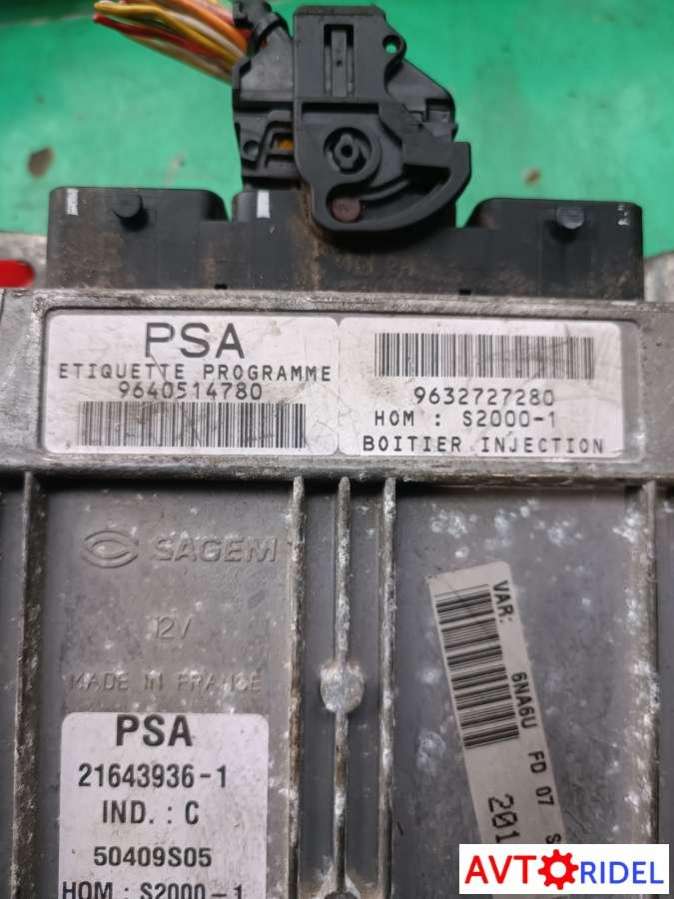 PSA
ETIQUETTE PROGRAMME
9640514780
9632727280
HOM : S2000-1
BOITIER INJECTION
SAGEM
12V
MADE IN FRANCE
PSA
21643936-1
IND. : C
50409S05
HOM : S2000-1
VAR:
6NA6U FD 07 S
201
AVTORIDEL